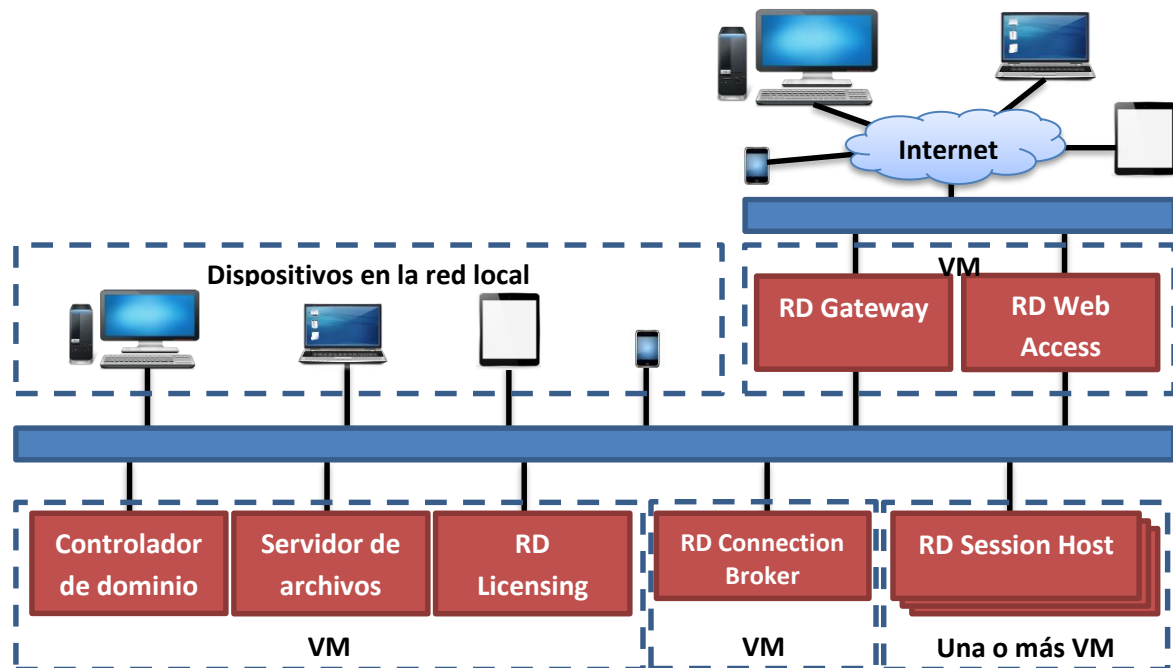 Internet
Dispositivos en la red local
VM
RD Gateway
RD Web
Access
Controlador
de dominio
Servidor de
archivos
RD
Licensing
RD Connection
Broker
RD Session Host
VM
VM
Una o más VM